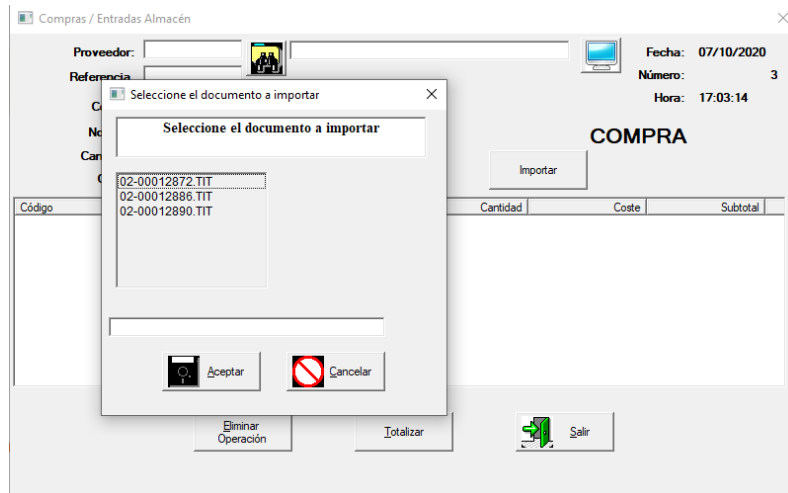 Compras / Entradas Almacén
Proveedor:
Fecha: 07/10/2020
Referencia
Número: 3
Hora: 17:03:14
COMPRA
Importar
Seleccione el documento a importar
Seleccione el documento a importar
02-00012872.TIT
02-00012886.TIT
02-00012890.TIT
Aceptar
Cancelar
Código
Cantidad
Coste
Subtotal
Eliminar
Operación
Totalizar
Salir